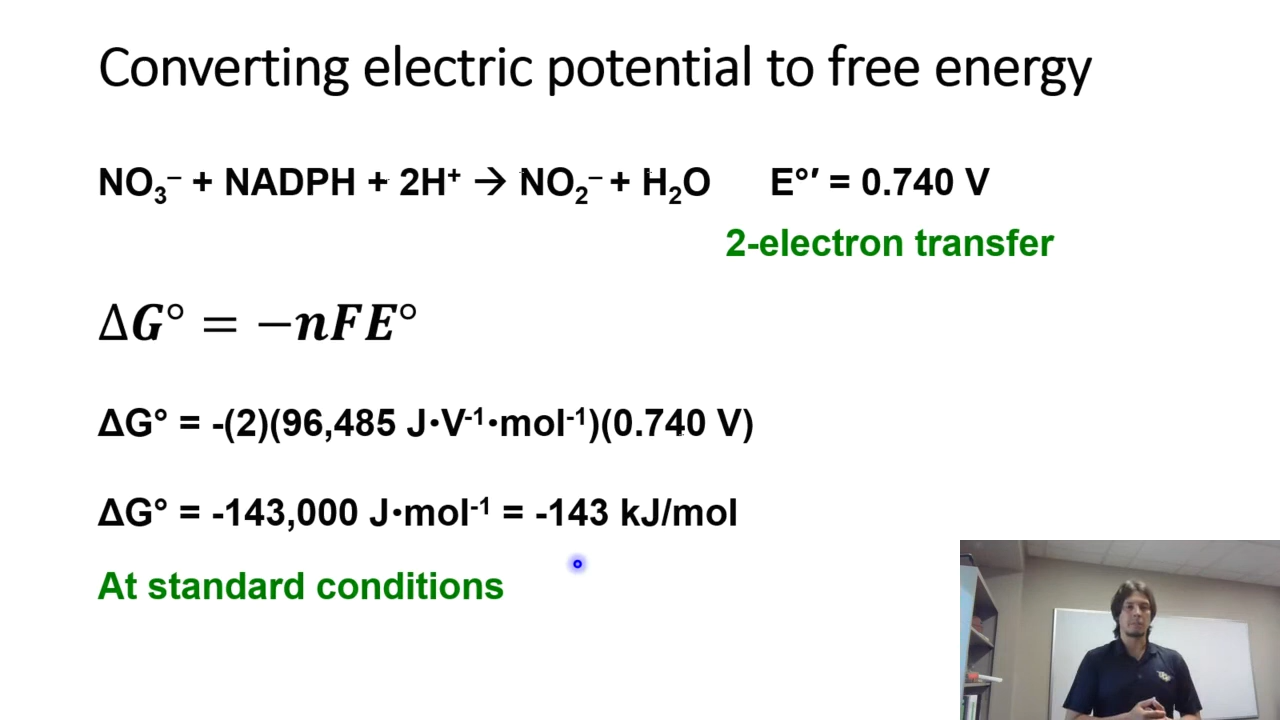 Converting electric potential to free energy
NO₃⁻ + NADPH + 2H⁺ → NO₂⁻ + H₂O E°′ = 0.740 V
2-electron transfer
ΔG° = −nFE°
ΔG° = -(2)(96,485 J·V⁻¹·mol⁻¹)(0.740 V)
ΔG° = -143,000 J·mol⁻¹ = -143 kJ/mol
At standard conditions